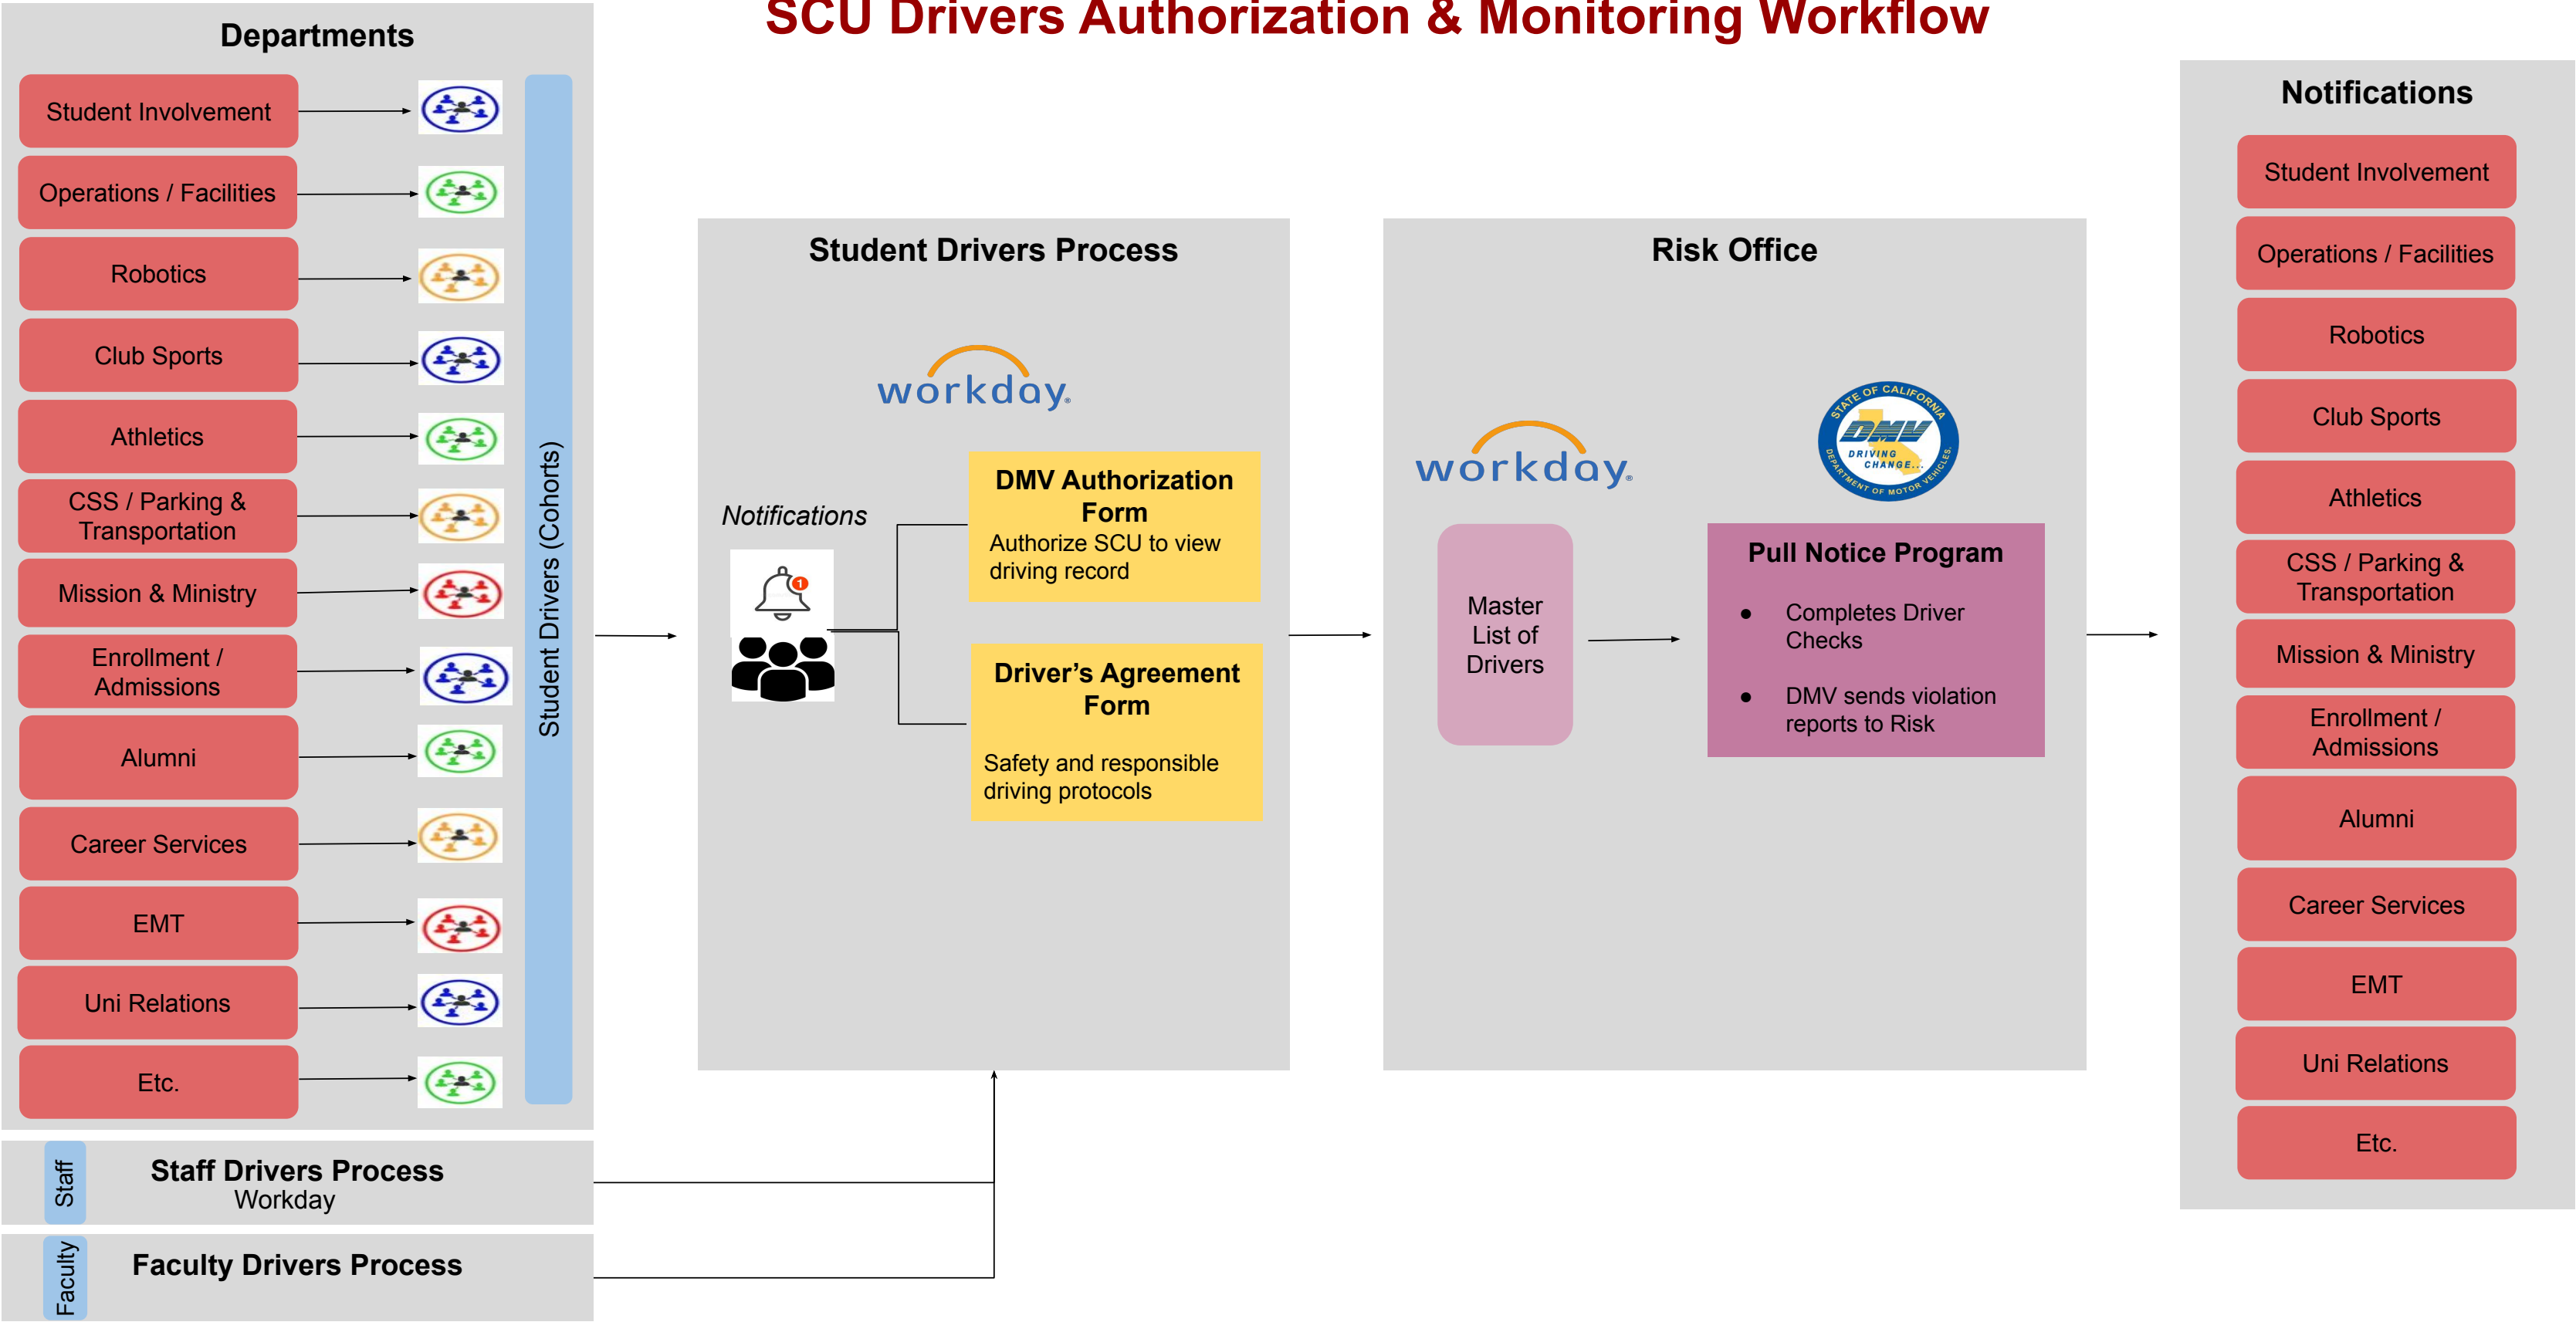 SCU Drivers Authorization & Monitoring Workflow
Departments
Student Involvement
Operations / Facilities
Robotics
Club Sports
Athletics
CSS / Parking &
Transportation
Mission & Ministry
Enrollment /
Admissions
Alumni
Career Services
EMT
Uni Relations
Etc.
Student Drivers (Cohorts)
Staff
Staff Drivers Process
Workday
Faculty
Faculty Drivers Process
Student Drivers Process
workday®
Notifications
1
DMV Authorization
Form
Authorize SCU to view
driving record
Driver’s Agreement
Form
Safety and responsible
driving protocols
Risk Office
workday®
STATE OF CALIFORNIA
DMV
DRIVING
CHANGE...
DEPARTMENT OF MOTOR VEHICLES.
Master
List of
Drivers
Pull Notice Program
● Completes Driver
Checks
● DMV sends violation
reports to Risk
Notifications
Student Involvement
Operations / Facilities
Robotics
Club Sports
Athletics
CSS / Parking &
Transportation
Mission & Ministry
Enrollment /
Admissions
Alumni
Career Services
EMT
Uni Relations
Etc.